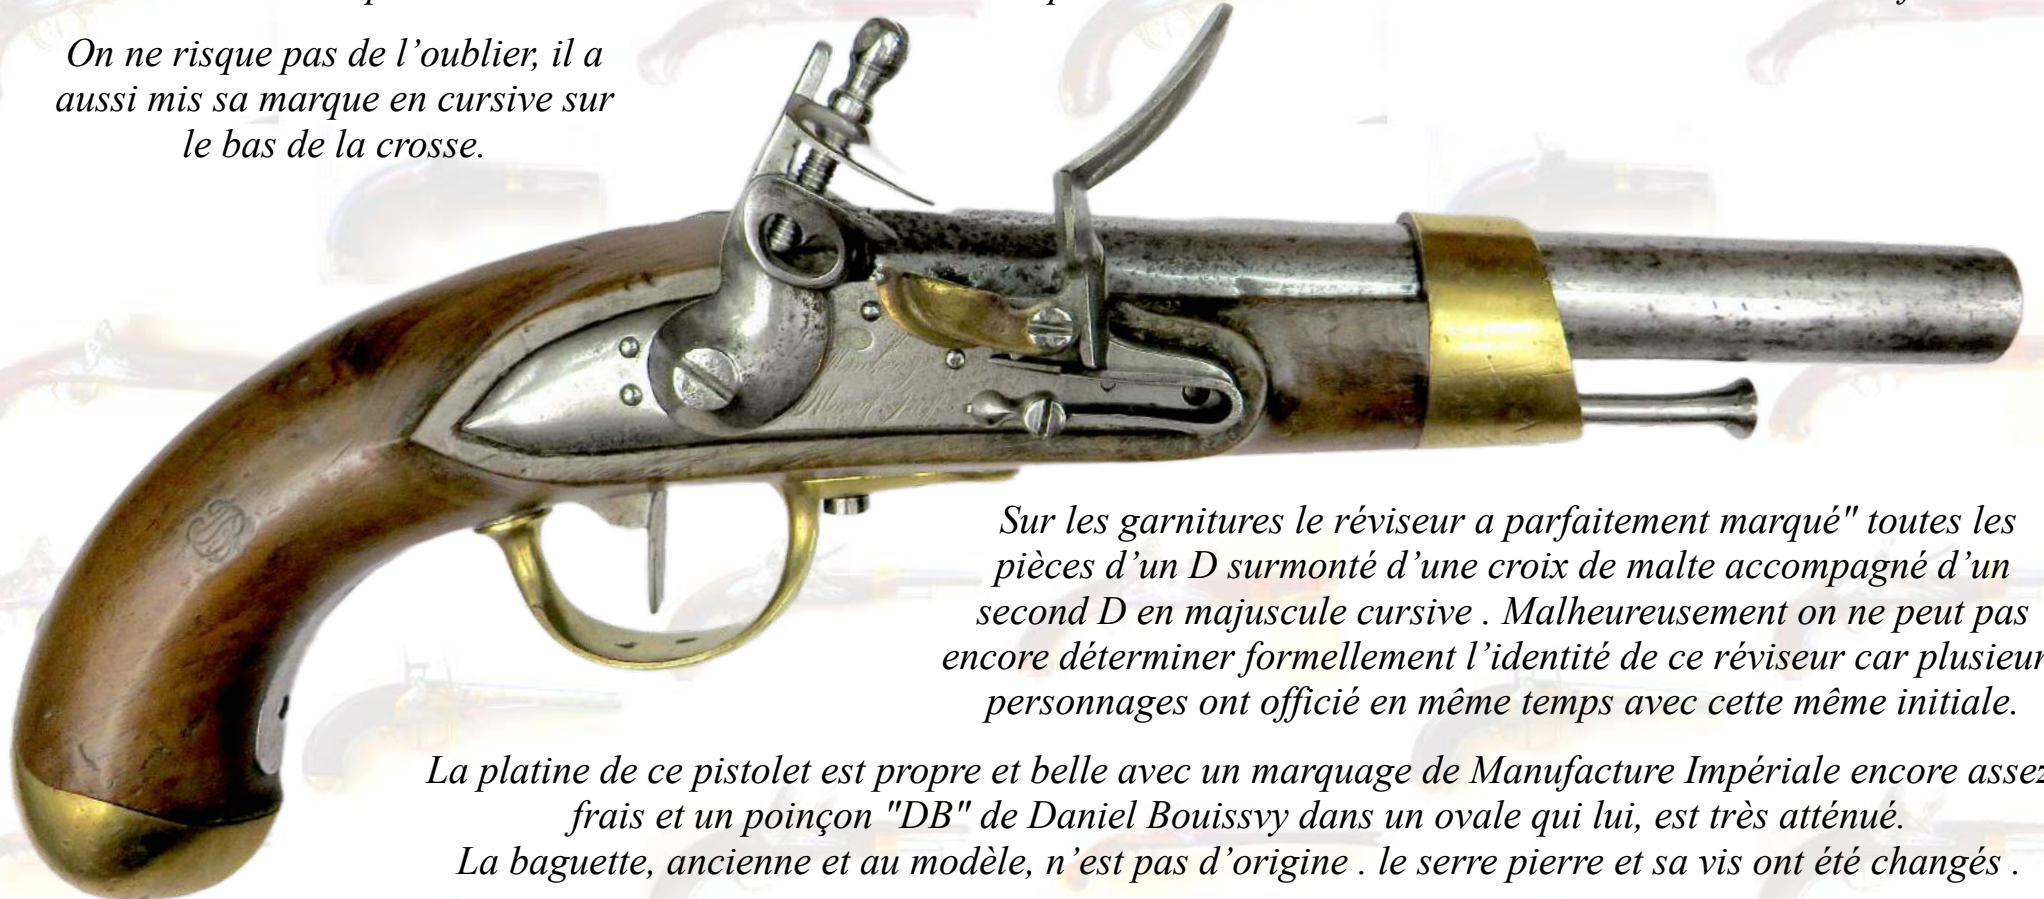 On ne risque pas de l’oublier, il a
aussi mis sa marque en cursive sur
le bas de la crosse.
Sur les garnitures le réviseur a parfaitement marqué" toutes les
pièces d’un D surmonté d’une croix de malte accompagné d’un
second D en majuscule cursive . Malheureusement on ne peut pas
encore déterminer formellement l’identité de ce réviseur car plusieur
personnages ont officié en même temps avec cette même initiale.
La platine de ce pistolet est propre et belle avec un marquage de Manufacture Impériale encore assez
frais et un poinçon "DB" de Daniel Bouissvy dans un ovale qui lui, est très atténué.
La baguette, ancienne et au modèle, n’est pas d’origine . le serre pierre et sa vis ont été changés .